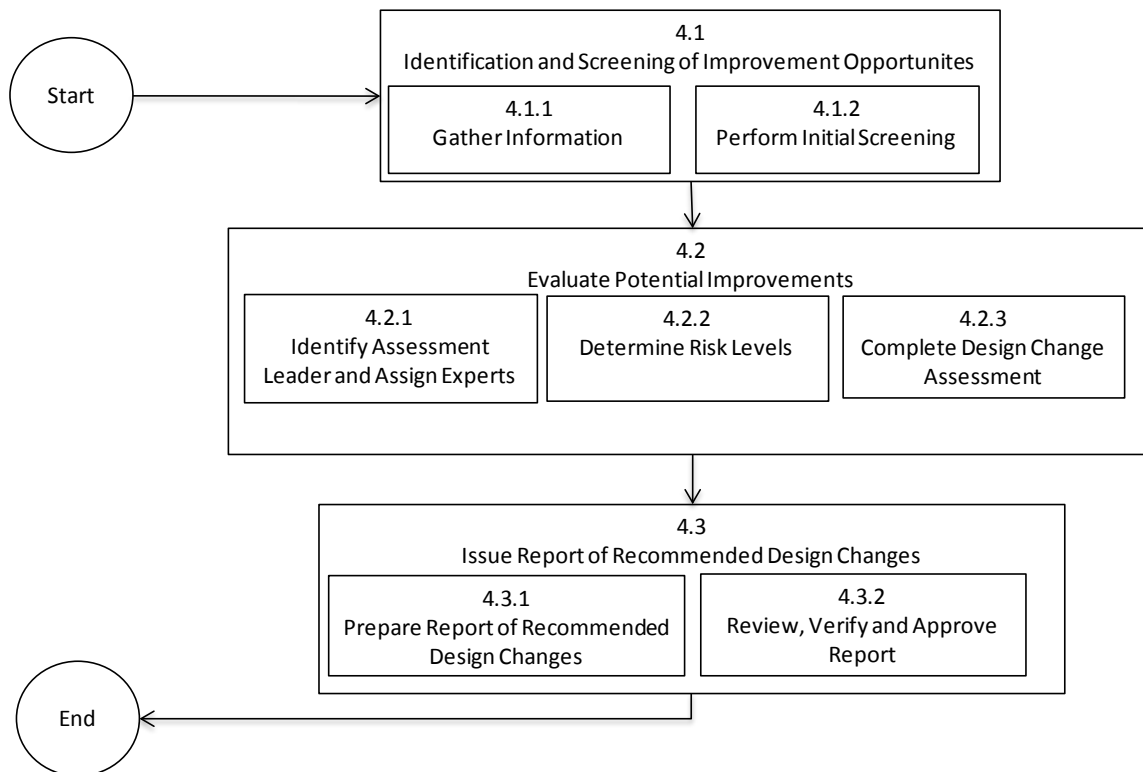 Start
4.1
Identification and Screening of Improvement Opportunites
4.1.1
Gather Information
4.1.2
Perform Initial Screening
4.2
Evaluate Potential Improvements
4.2.1
Identify Assessment
Leader and Assign Experts
4.2.2
Determine Risk Levels
4.2.3
Complete Design Change
Assessment
4.3
Issue Report of Recommended Design Changes
4.3.1
Prepare Report of Recommended
Design Changes
4.3.2
Review, Verify and Approve
Report
End